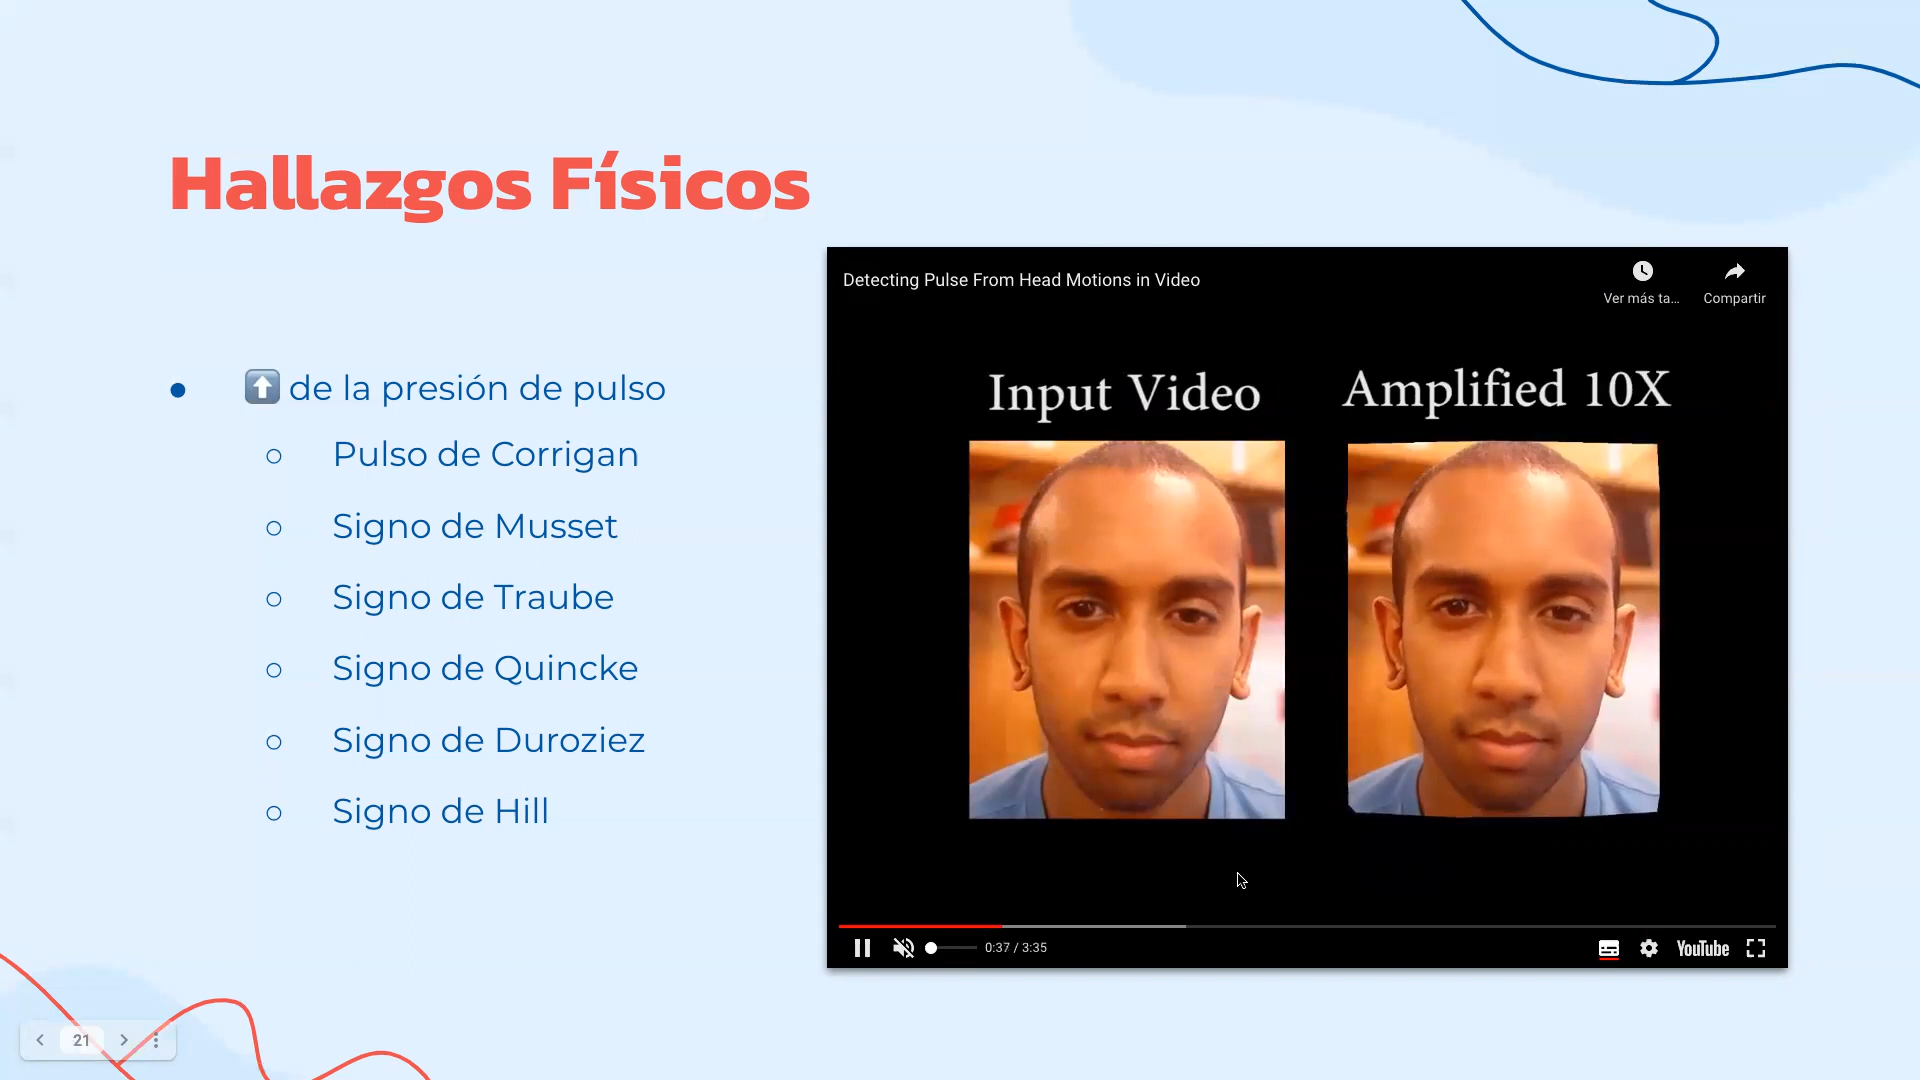 Hallazgos Físicos
⬆ de la presión de pulso
Pulso de Corrigan
Signo de Musset
Signo de Traube
Signo de Quincke
Signo de Duroziez
Signo de Hill
Detecting Pulse From Head Motions in Video
Ver más ta...
Compartir
Input Video
Amplified 10X
0:37 / 3:35
YouTube
21